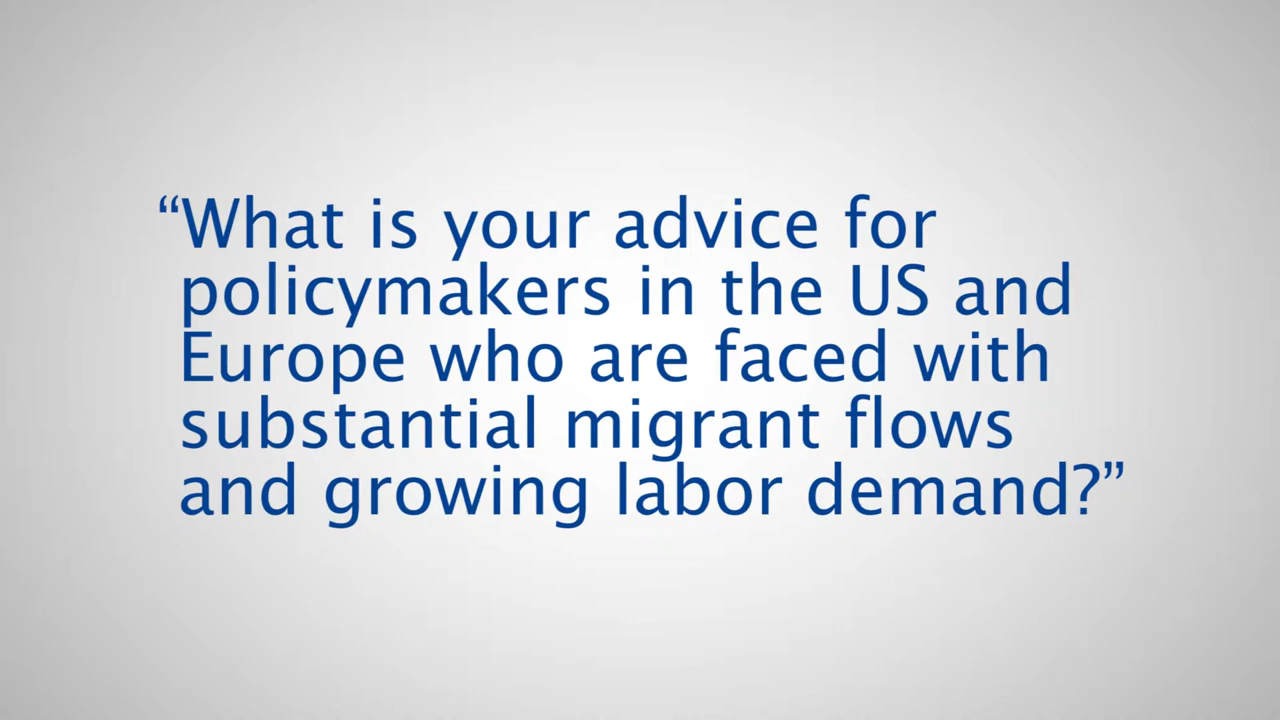 “What is your advice for
policymakers in the US and
Europe who are faced with
substantial migrant flows
and growing labor demand?”